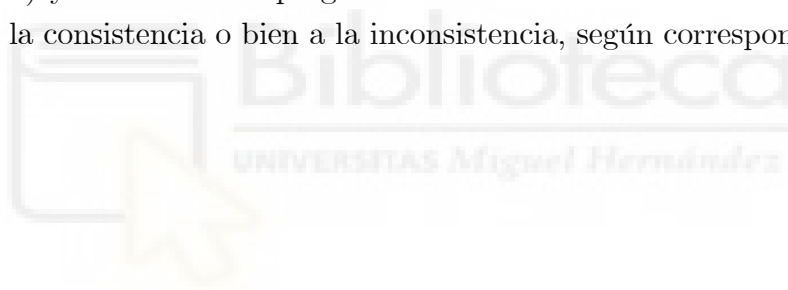 la consistencia o bien a la inconsistencia, según correspon
Biblioteca
UNIVERSITAS Miguel Hernández